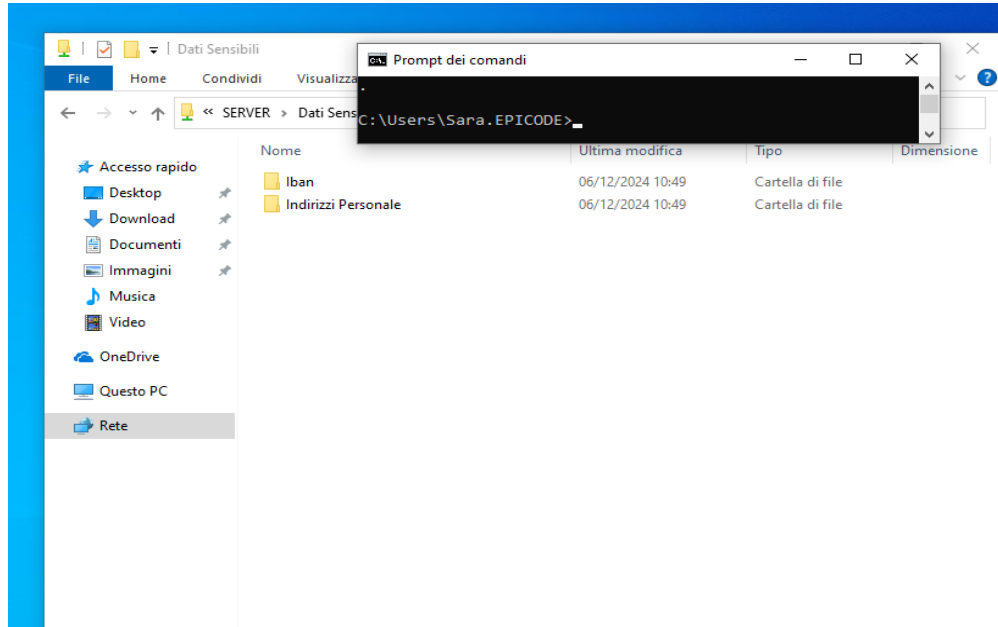 Dati Sensibili
Prompt dei comandi
File Home Condividi Visualizza
.
« SERVER > Dati Sens
C:\Users\Sara.EPICODE>
Nome Ultima modifica Tipo Dimensione
Accesso rapido
Iban 06/12/2024 10:49 Cartella di file
Desktop
Indirizzi Personale 06/12/2024 10:49 Cartella di file
Download
Documenti
Immagini
Musica
Video
OneDrive
Questo PC
Rete